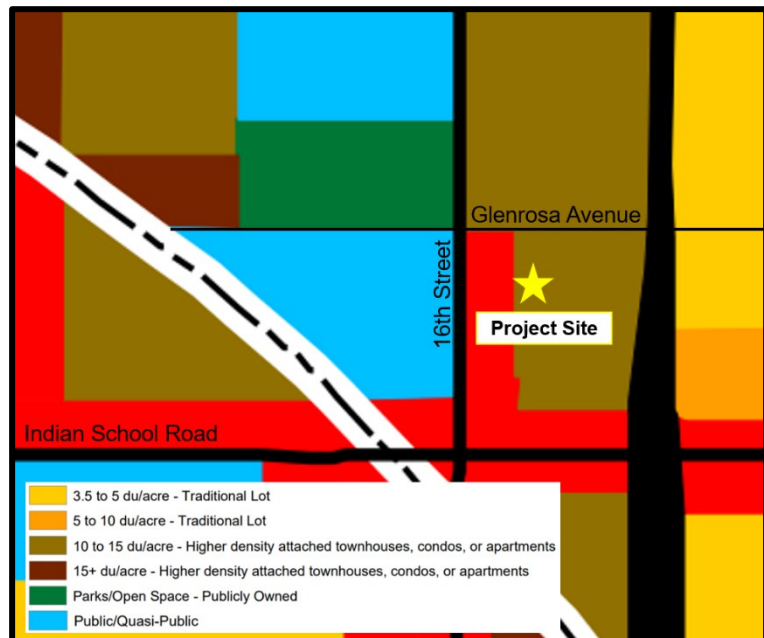 Glenrosa Avenue
16th Street
Project Site
Indian School Road
3.5 to 5 du/acre - Traditional Lot
5 to 10 du/acre - Traditional Lot
10 to 15 du/acre - Higher density attached townhouses, condos, or apartments
15+ du/acre - Higher density attached townhouses, condos, or apartments
Parks/Open Space - Publicly Owned
Public/Quasi-Public